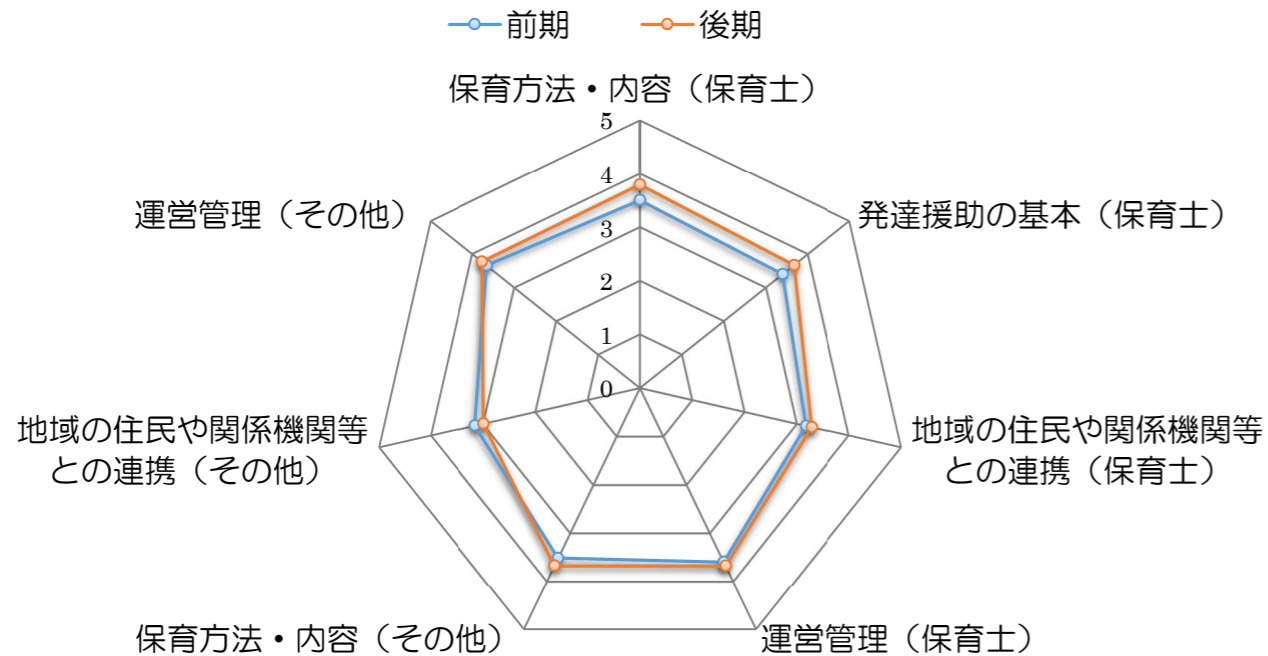 前期 後期
保育方法・内容（保育士）
5
4
3
2
1
0
運営管理（その他）
発達援助の基本（保育士）
地域の住民や関係機関等
との連携（その他）
地域の住民や関係機関等
との連携（保育士）
保育方法・内容（その他）
運営管理（保育士）